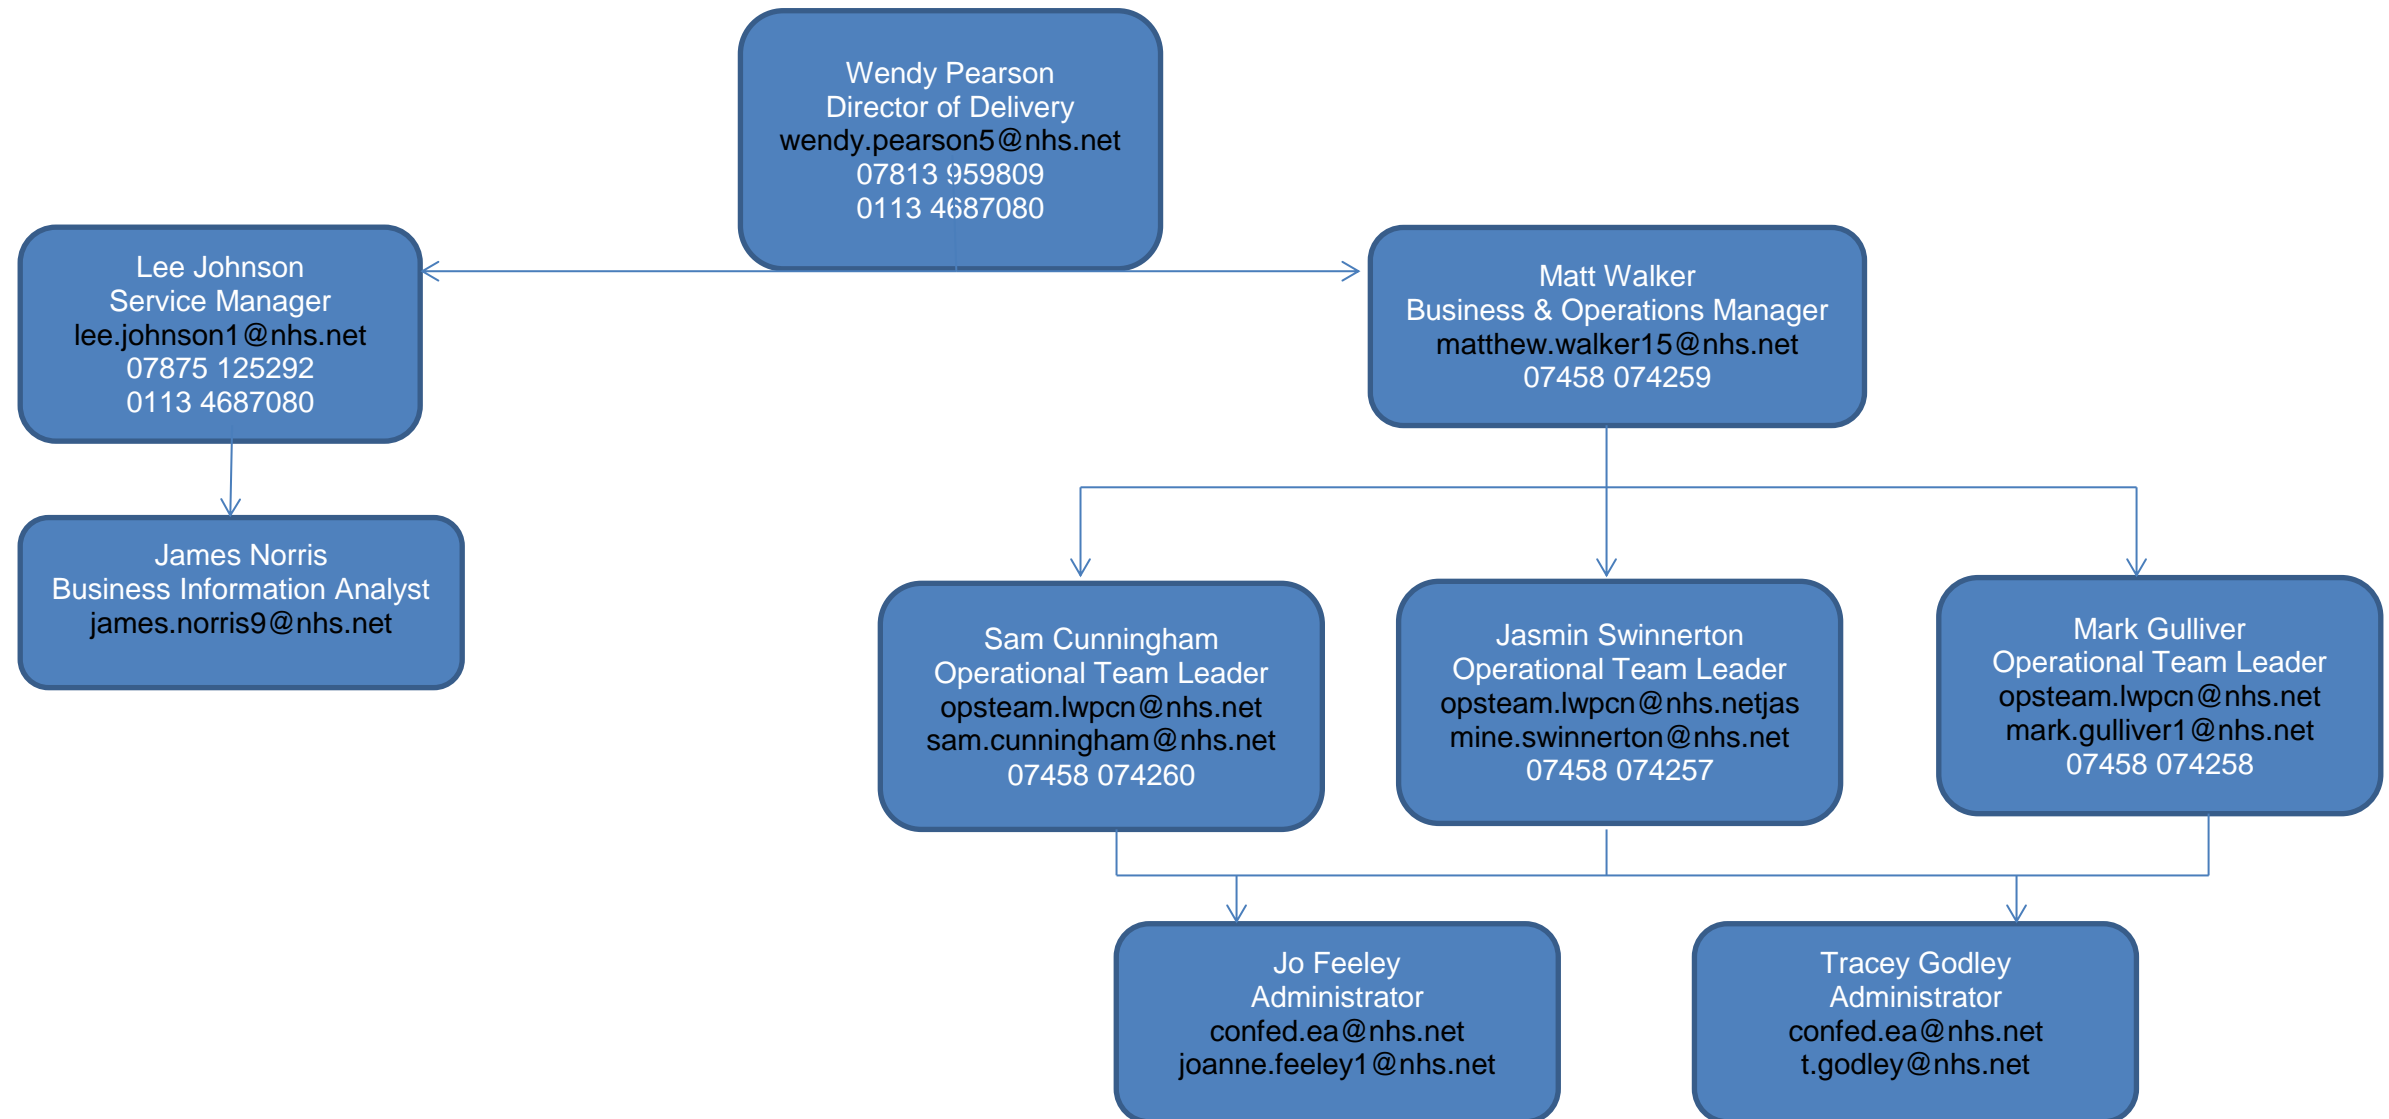 Wendy Pearson
Director of Delivery
wendy.pearson5@nhs.net
07813 959809
0113 4687080
Lee Johnson
Service Manager
lee.johnson1@nhs.net
07875 125292
0113 4687080
Matt Walker
Business & Operations Manager
matthew.walker15@nhs.net
07458 074259
James Norris
Business Information Analyst
james.norris9@nhs.net
Sam Cunningham
Operational Team Leader
opsteam.lwpcn@nhs.net
sam.cunningham@nhs.net
07458 074260
Jasmin Swinnerton
Operational Team Leader
opsteam.lwpcn@nhs.netjas
mine.swinnerton@nhs.net
07458 074257
Mark Gulliver
Operational Team Leader
opsteam.lwpcn@nhs.net
mark.gulliver1@nhs.net
07458 074258
Jo Feeley
Administrator
confed.ea@nhs.net
joanne.feeley1@nhs.net
Tracey Godley
Administrator
confed.ea@nhs.net
t.godley@nhs.net